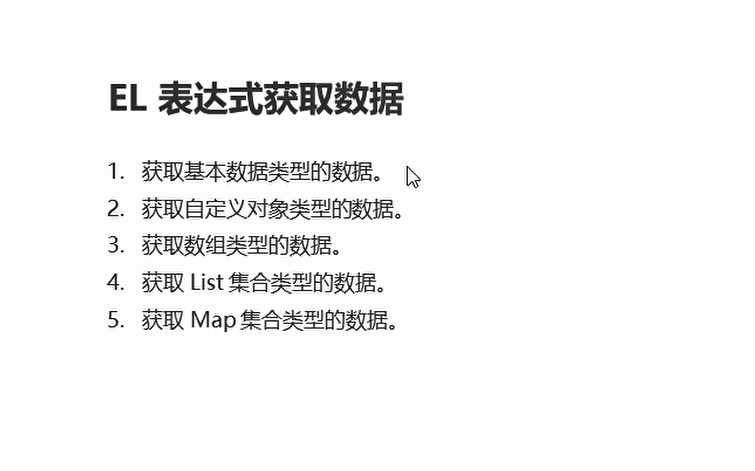 EL 表达式获取数据
1. 获取基本数据类型的数据。
2. 获取自定义对象类型的数据。
3. 获取数组类型的数据。
4. 获取 List 集合类型的数据。
5. 获取 Map 集合类型的数据。